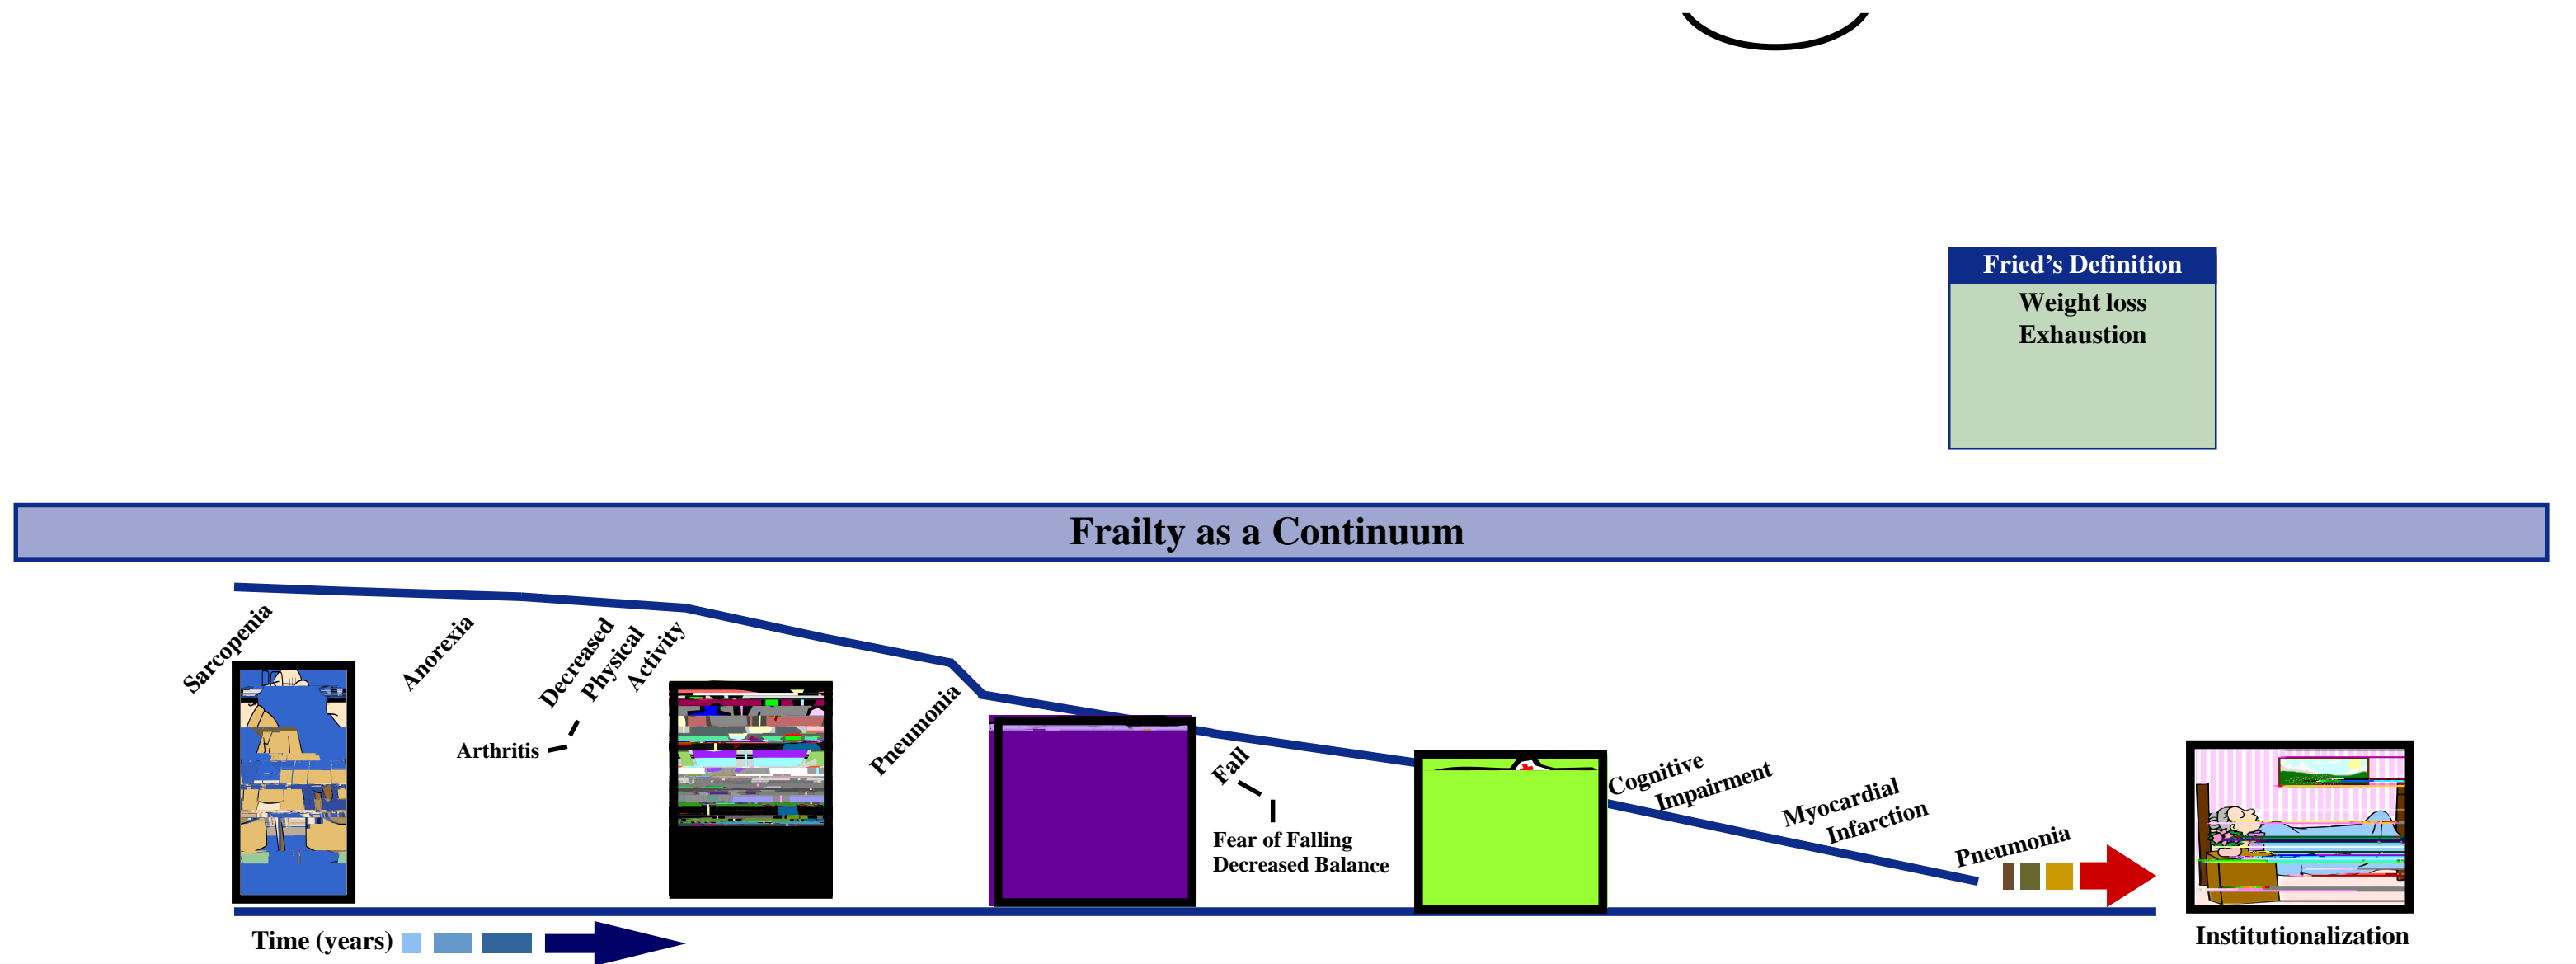 Fried’s Definition
Weight loss
Exhaustion
Frailty as a Continuum
Sarcopenia
Anorexia
Decreased
Physical
Activity
Arthritis
Pneumonia
Fall
Fear of Falling
Decreased Balance
Cognitive
Impairment
Myocardial
Infarction
Pneumonia
Time (years)
Institutionalization